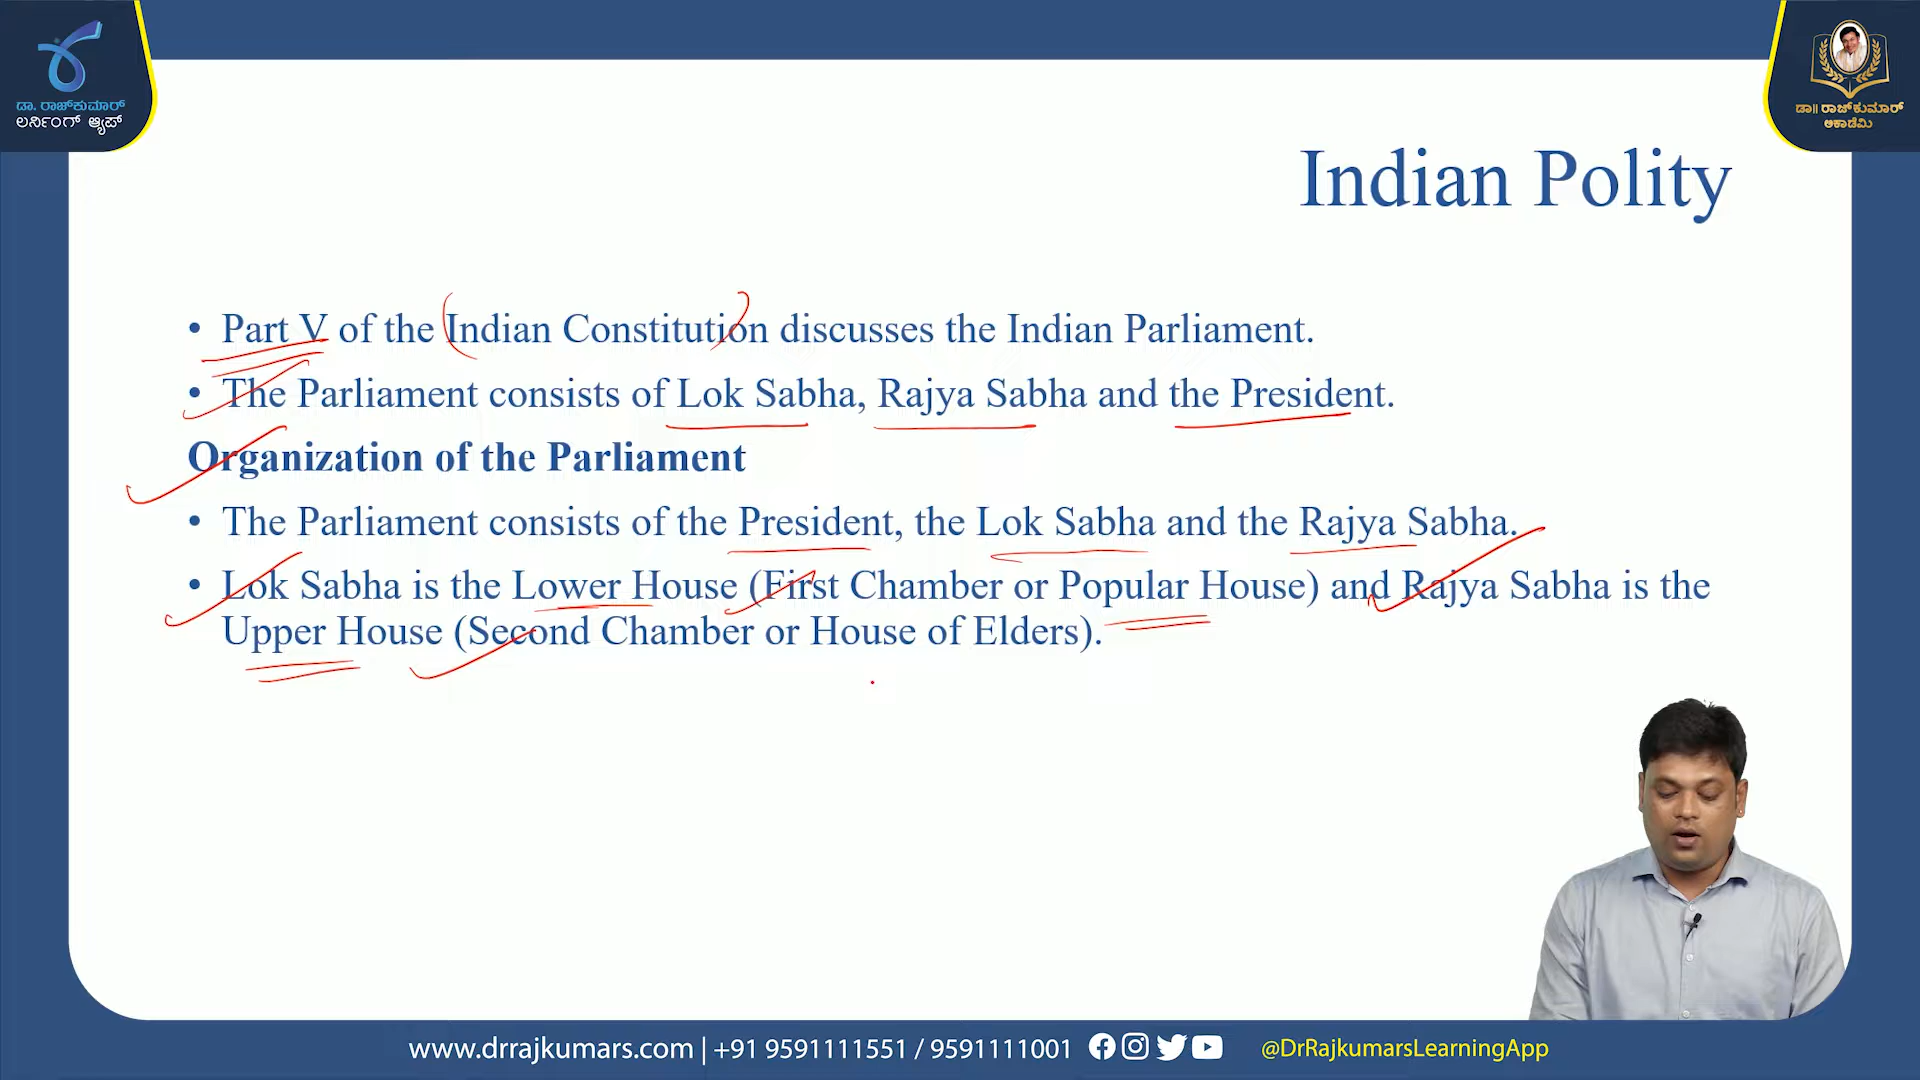 ಡಾ. ರಾಜ್‌ಕುಮಾರ್
ಲರ್ನಿಂಗ್ ಆ್ಯಪ್
ಡಾ|| ರಾಜ್‌ಕುಮಾರ್
ಅಕಾಡೆಮಿ
Indian Polity
• Part V of the Indian Constitution discusses the Indian Parliament.
• The Parliament consists of Lok Sabha, Rajya Sabha and the President.
Organization of the Parliament
• The Parliament consists of the President, the Lok Sabha and the Rajya Sabha.
• Lok Sabha is the Lower House (First Chamber or Popular House) and Rajya Sabha is the
Upper House (Second Chamber or House of Elders).
www.drrajkumars.com | +91 9591111551 / 9591111001 @DrRajkumarsLearningApp